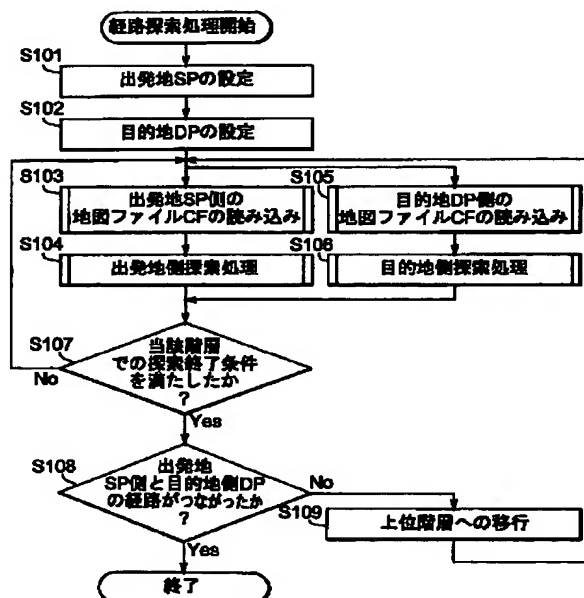 経路探索処理開始
S101
出発地SPの設定
S102
目的地DPの設定
S103
出発地SP側の
地図ファイルCFの読み込み
S105
目的地DP側の
地図ファイルCFの読み込み
S104
出発地側探索処理
S106
目的地側探索処理
S107
当該階層
での探索終了条件
を満たしたか
?
No
Yes
S108
出発地
SP側と目的地側DP
の経路がつながったか
?
No
S109
上位階層への移行
Yes
終了